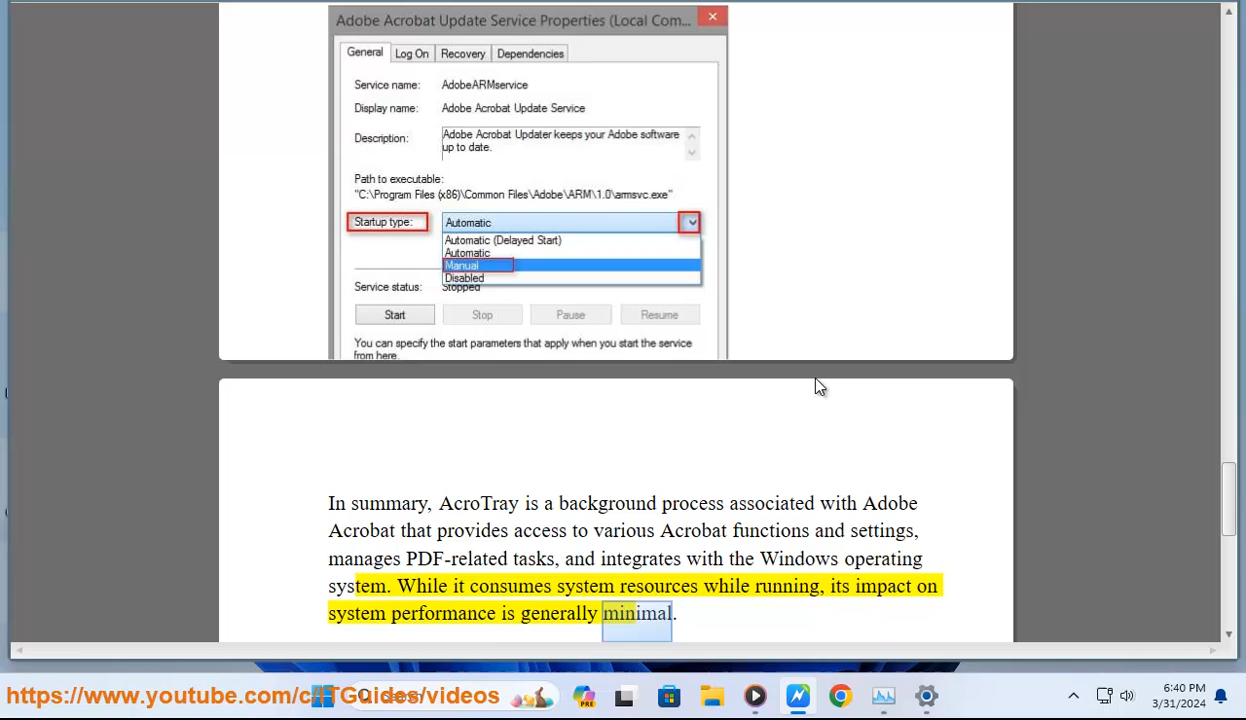 Adobe Acrobat Update Service Properties (Local Com...
General Log On Recovery Dependencies
Service name: AdobeARMservice
Display name: Adobe Acrobat Update Service
Description: Adobe Acrobat Updater keeps your Adobe software
up to date.
Path to executable:
"C:\Program Files (x86)\Common Files\Adobe\ARM\1.0\armsvc.exe"
Startup type: Automatic
Automatic (Delayed Start)
Automatic
Manual
Disabled
Service status: Stopped
Start Stop Pause Resume
You can specify the start parameters that apply when you start the service
from here.
In summary, AcroTray is a background process associated with Adobe
Acrobat that provides access to various Acrobat functions and settings,
manages PDF-related tasks, and integrates with the Windows operating
system. While it consumes system resources while running, its impact on
system performance is generally minimal.
https://www.youtube.com/c/ITGuides/videos
PRE
6:40 PM
3/31/2024